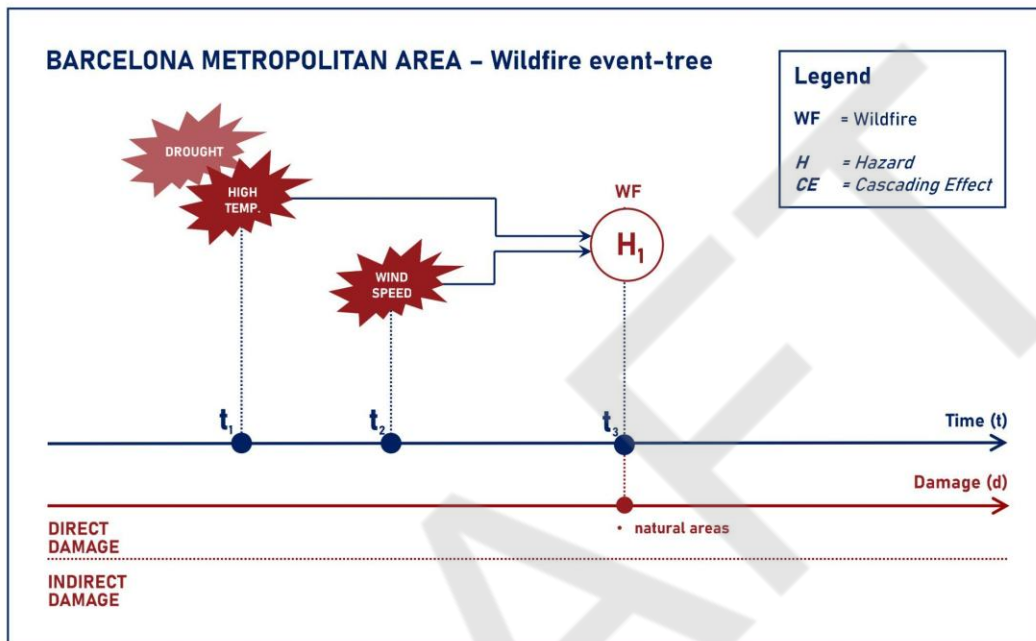 BARCELONA METROPOLITAN AREA – Wildfire event-tree
Legend
WF = Wildfire
H = Hazard
CE = Cascading Effect
DROUGHT
HIGH
TEMP.
WF
H1
WIND
SPEED
t1
t2
t3
Time (t)
Damage (d)
DIRECT
DAMAGE
• natural areas
INDIRECT
DAMAGE
AFT